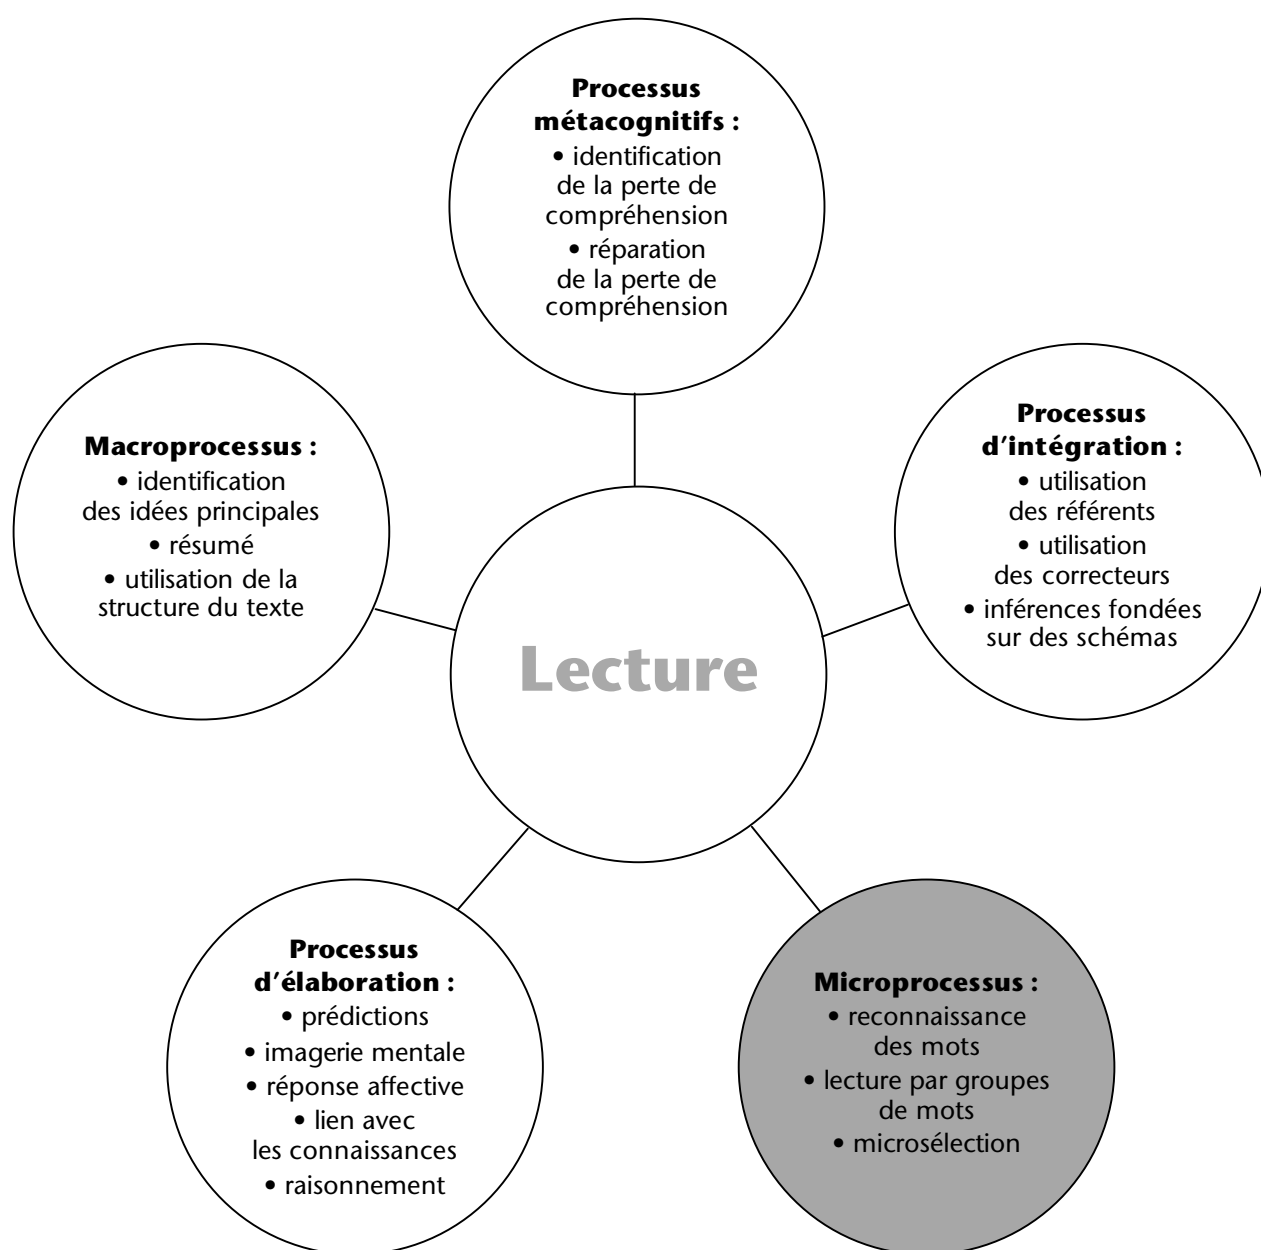 Processus
métacognitifs :
• identification
de la perte de
compréhension
• réparation
de la perte de
compréhension
Macroprocessus :
• identification
des idées principales
• résumé
• utilisation de la
structure du texte
Processus
d’intégration :
• utilisation
des référents
• utilisation
des correcteurs
• inférences fondées
sur des schémas
Lecture
Processus
d’élaboration :
• prédictions
• imagerie mentale
• réponse affective
• lien avec
les connaissances
• raisonnement
Microprocessus :
• reconnaissance
des mots
• lecture par groupes
de mots
• microsélection